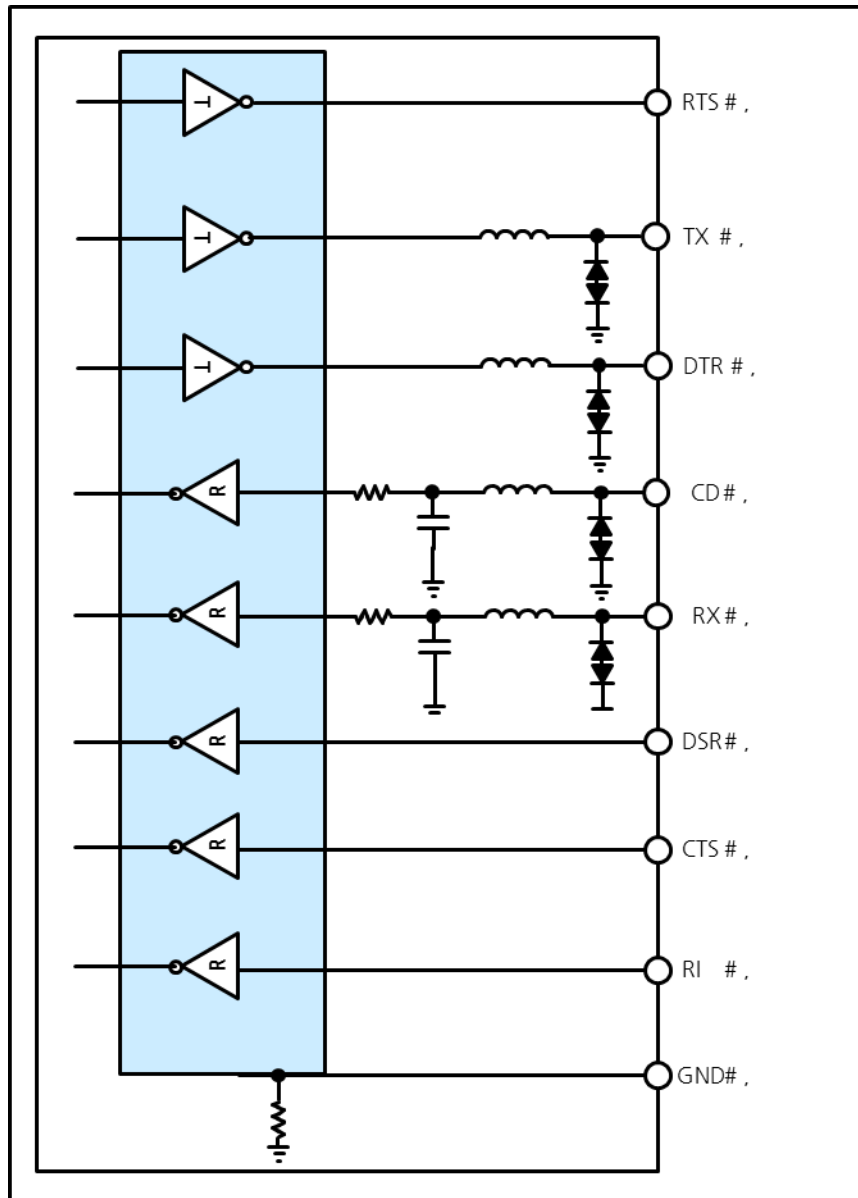 T
RTS #,
T
TX #,
T
DTR #,
R
CD#,
R
RX#,
R
DSR#,
R
CTS #,
R
RI #,
GND#,